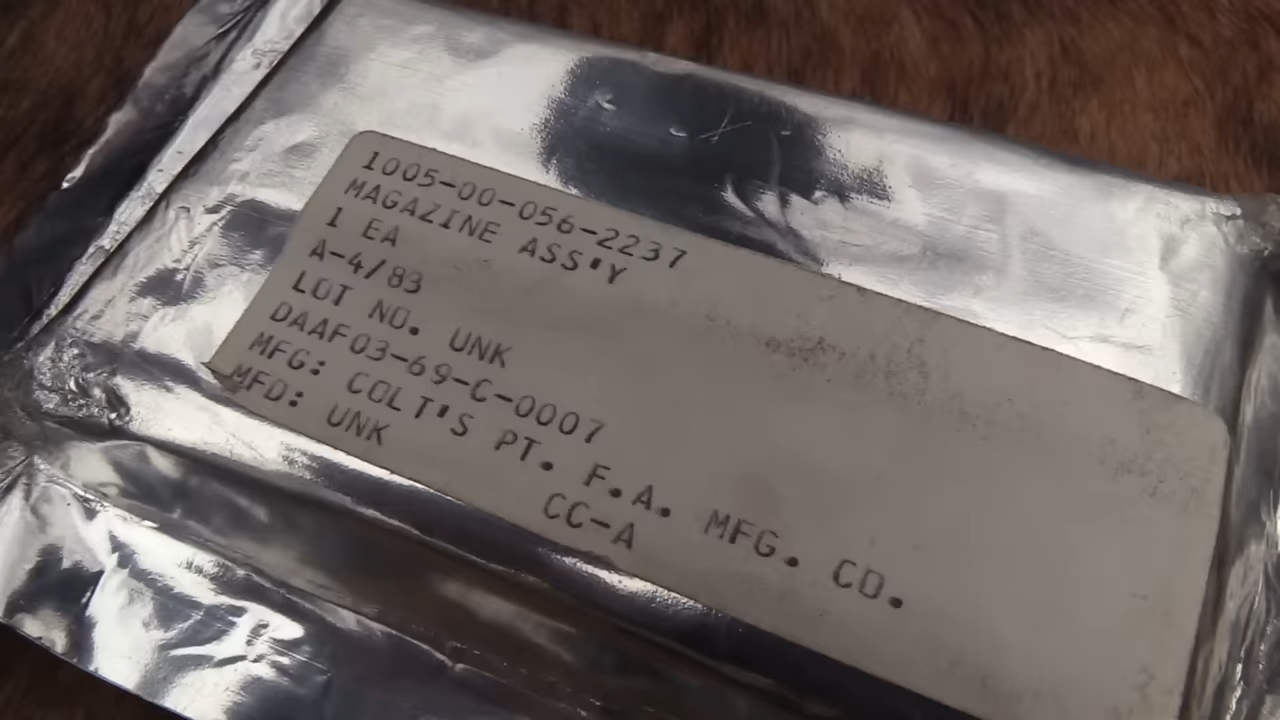 1005-00-056-2237
MAGAZINE ASS'Y
1 EA
A-4/83
LOT NO. UNK
DAAF03-69-C-0007
MFG: COLT'S PT. F.A. MFG. CO.
MFD: UNK
CC-A